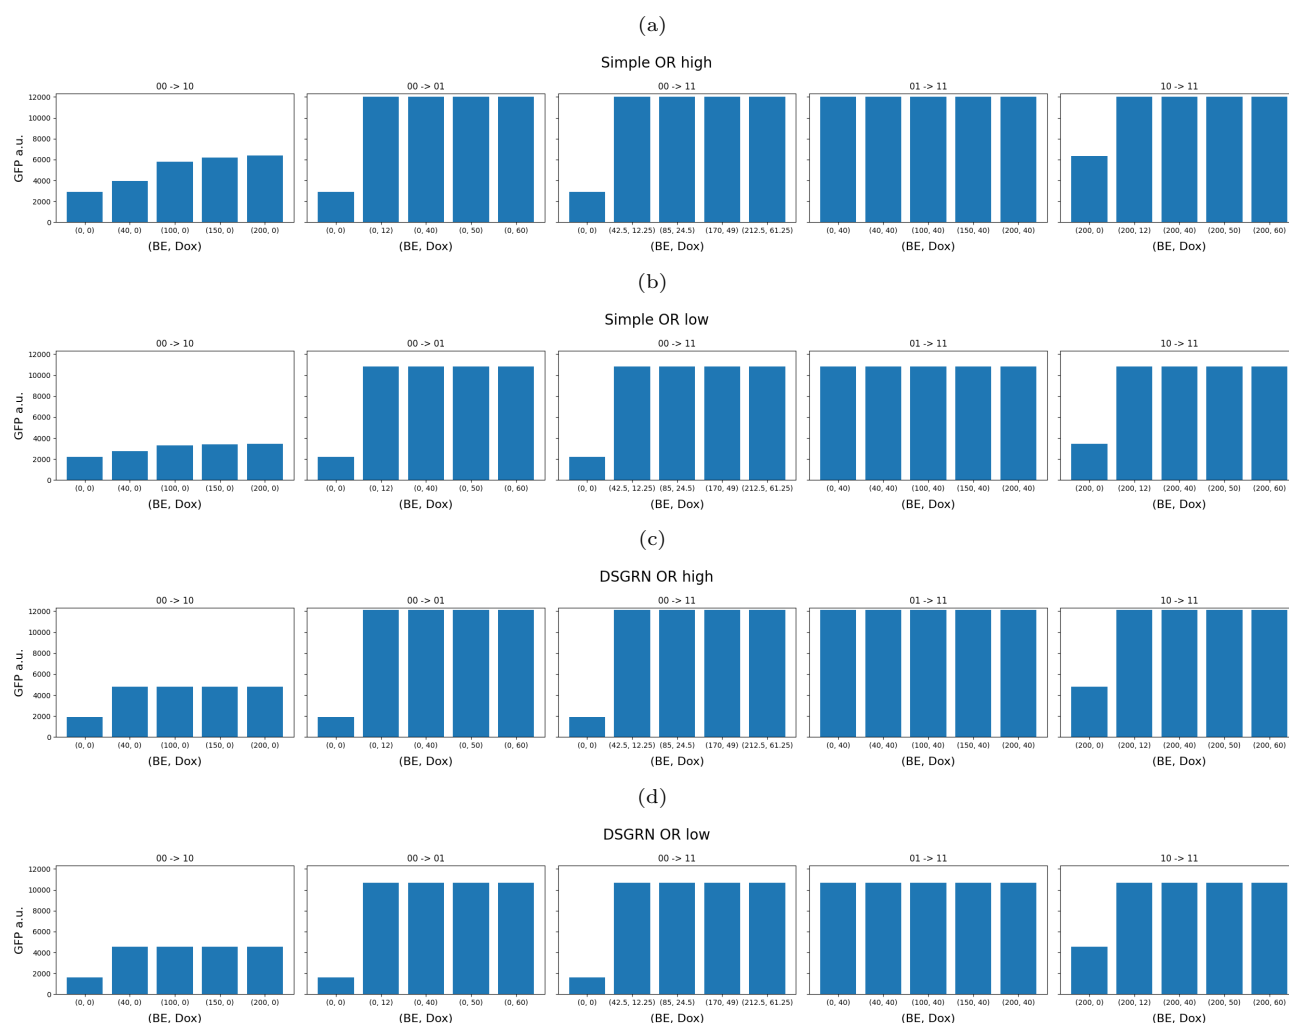 (a)
Simple OR high
00 -> 10
00 -> 01
00 -> 11
01 -> 11
10 -> 11
GFP a.u.
12000
10000
8000
6000
4000
2000
0
(0, 0) (40, 0) (100, 0) (150, 0) (200, 0)
(0, 0) (0, 12) (0, 40) (0, 50) (0, 60)
(0, 0) (42.5, 12.25) (85, 24.5) (170, 49) (212.5, 61.25)
(0, 40) (40, 40) (100, 40) (150, 40) (200, 40)
(200, 0) (200, 12) (200, 40) (200, 50) (200, 60)
(BE, Dox)
(BE, Dox)
(BE, Dox)
(BE, Dox)
(BE, Dox)
(b)
Simple OR low
00 -> 10
00 -> 01
00 -> 11
01 -> 11
10 -> 11
GFP a.u.
12000
10000
8000
6000
4000
2000
0
(0, 0) (40, 0) (100, 0) (150, 0) (200, 0)
(0, 0) (0, 12) (0, 40) (0, 50) (0, 60)
(0, 0) (42.5, 12.25) (85, 24.5) (170, 49) (212.5, 61.25)
(0, 40) (40, 40) (100, 40) (150, 40) (200, 40)
(200, 0) (200, 12) (200, 40) (200, 50) (200, 60)
(BE, Dox)
(BE, Dox)
(BE, Dox)
(BE, Dox)
(BE, Dox)
(c)
DSGRN OR high
00 -> 10
00 -> 01
00 -> 11
01 -> 11
10 -> 11
GFP a.u.
12000
10000
8000
6000
4000
2000
0
(0, 0) (40, 0) (100, 0) (150, 0) (200, 0)
(0, 0) (0, 12) (0, 40) (0, 50) (0, 60)
(0, 0) (42.5, 12.25) (85, 24.5) (170, 49) (212.5, 61.25)
(0, 40) (40, 40) (100, 40) (150, 40) (200, 40)
(200, 0) (200, 12) (200, 40) (200, 50) (200, 60)
(BE, Dox)
(BE, Dox)
(BE, Dox)
(BE, Dox)
(BE, Dox)
(d)
DSGRN OR low
00 -> 10
00 -> 01
00 -> 11
01 -> 11
10 -> 11
GFP a.u.
12000
10000
8000
6000
4000
2000
0
(0, 0) (40, 0) (100, 0) (150, 0) (200, 0)
(0, 0) (0, 12) (0, 40) (0, 50) (0, 60)
(0, 0) (42.5, 12.25) (85, 24.5) (170, 49) (212.5, 61.25)
(0, 40) (40, 40) (100, 40) (150, 40) (200, 40)
(200, 0) (200, 12) (200, 40) (200, 50) (200, 60)
(BE, Dox)
(BE, Dox)
(BE, Dox)
(BE, Dox)
(BE, Dox)